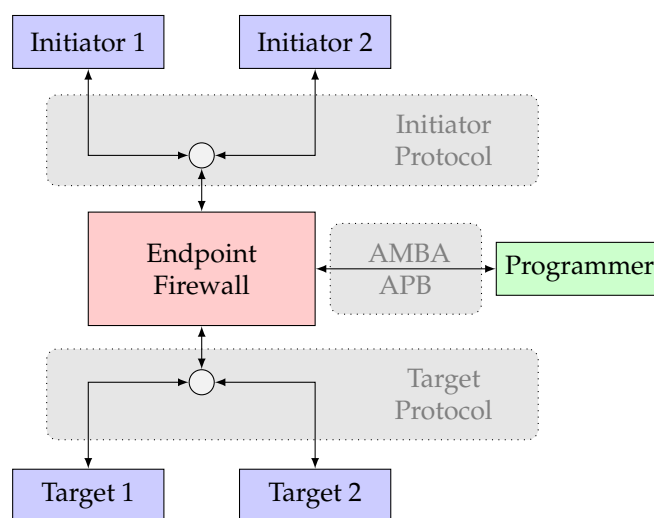 Initiator 1
Initiator 2
Initiator
Protocol
Endpoint
Firewall
AMBA
APB
Programmer
Target
Protocol
Target 1
Target 2